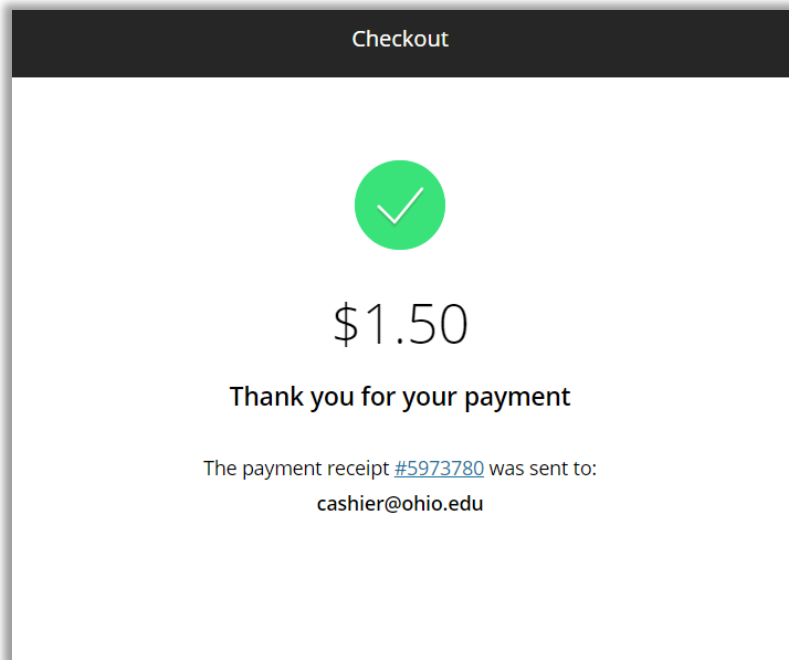 Checkout
$1.50
Thank you for your payment
The payment receipt #5973780 was sent to:
cashier@ohio.edu